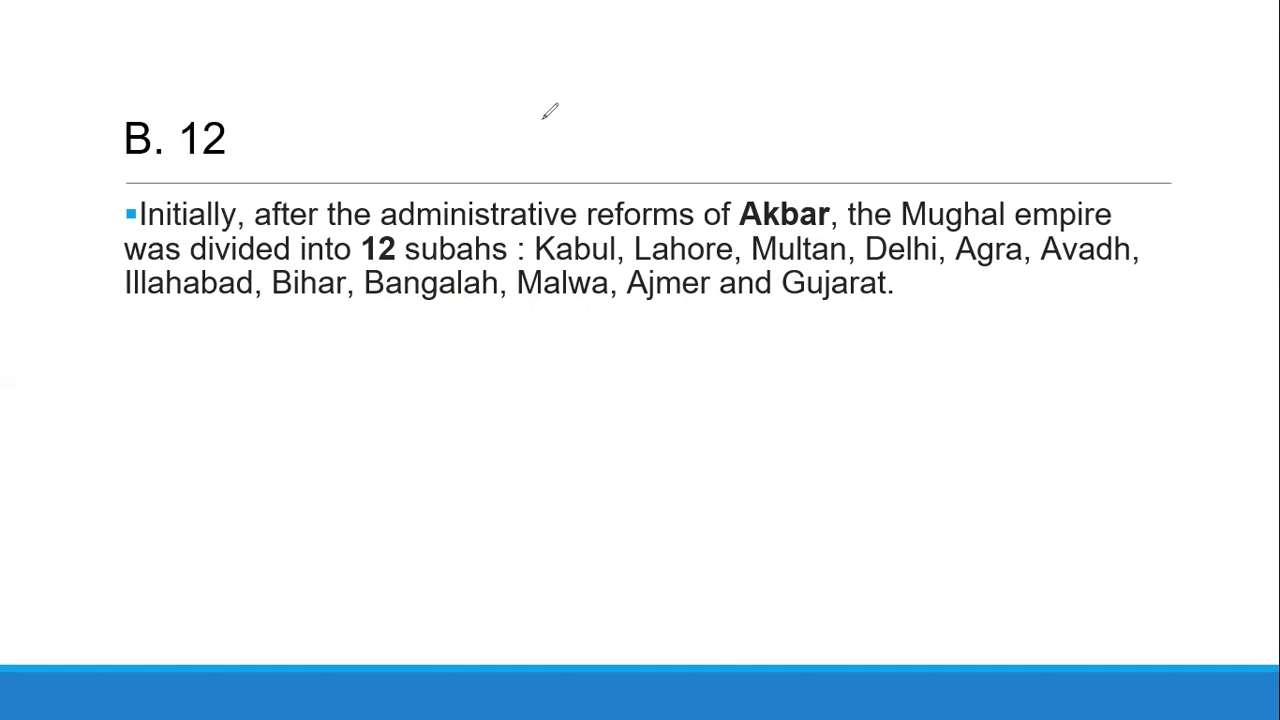 B. 12
▪Initially, after the administrative reforms of Akbar, the Mughal empire
was divided into 12 subahs : Kabul, Lahore, Multan, Delhi, Agra, Avadh,
Illahabad, Bihar, Bangalah, Malwa, Ajmer and Gujarat.